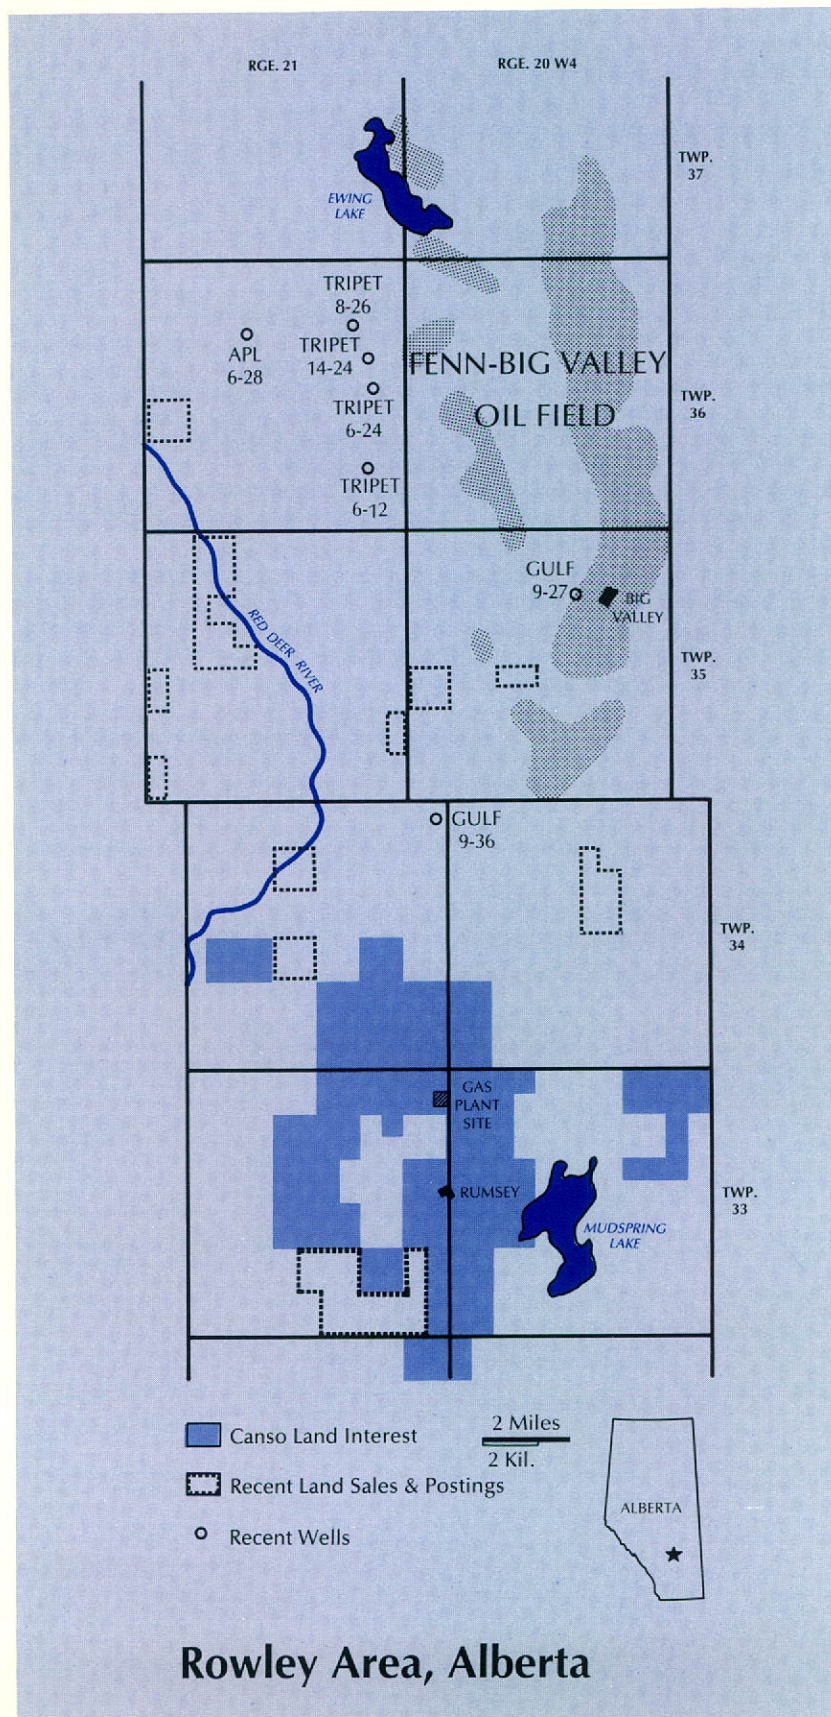 RGE. 21
RGE. 20 W4
TWP.
37
EWING
LAKE
TRIPET
8-26
APL
6-28
TRIPET
14-24
TRIPET
6-24
TRIPET
6-12
FENN-BIG VALLEY
OIL FIELD
TWP.
36
GULF
9-27
BIG
VALLEY
RED DEER RIVER
TWP.
35
GULF
9-36
TWP.
34
GAS
PLANT
SITE
RUMSEY
MUDSPRING
LAKE
TWP.
33
Canso Land Interest
Recent Land Sales & Postings
Recent Wells
2 Miles
2 Kil.
ALBERTA
Rowley Area, Alberta